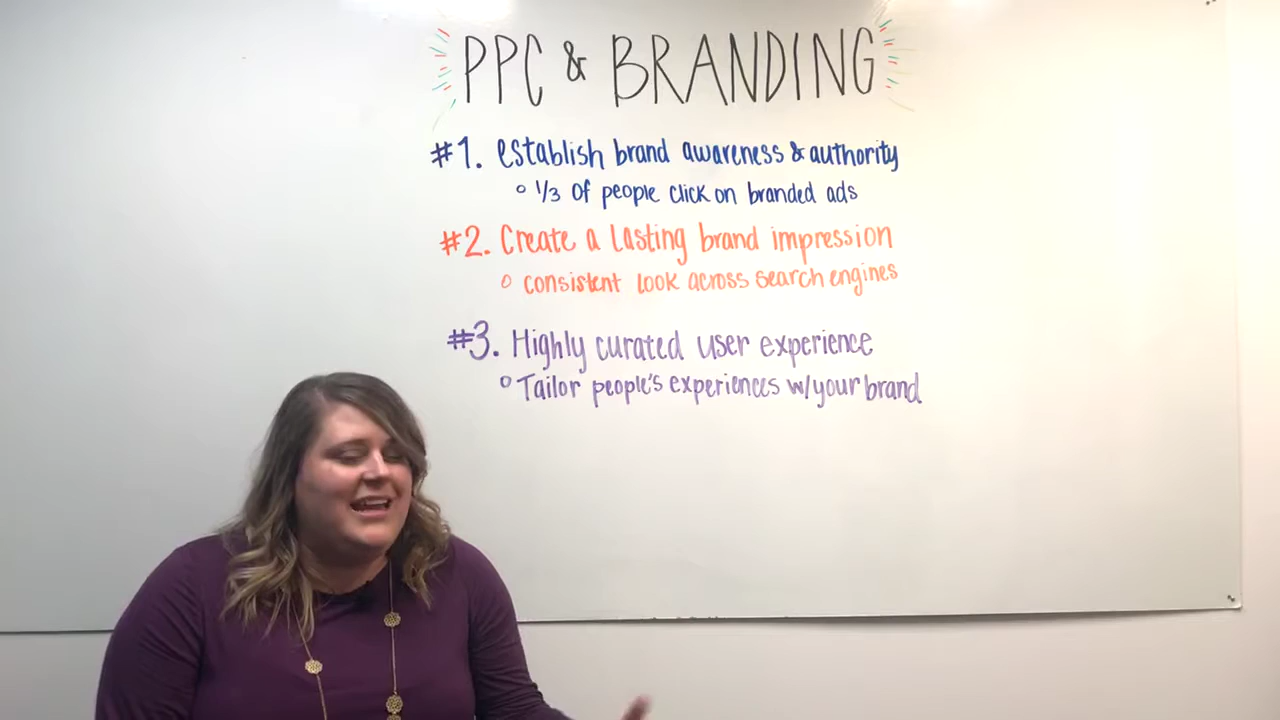 PPC & BRANDING
#1. establish brand awareness & authority
o 1/3 of people click on branded ads
#2. Create a lasting brand impression
o consistent look across search engines
#3. Highly curated user experience
o Tailor people's experiences w/your brand